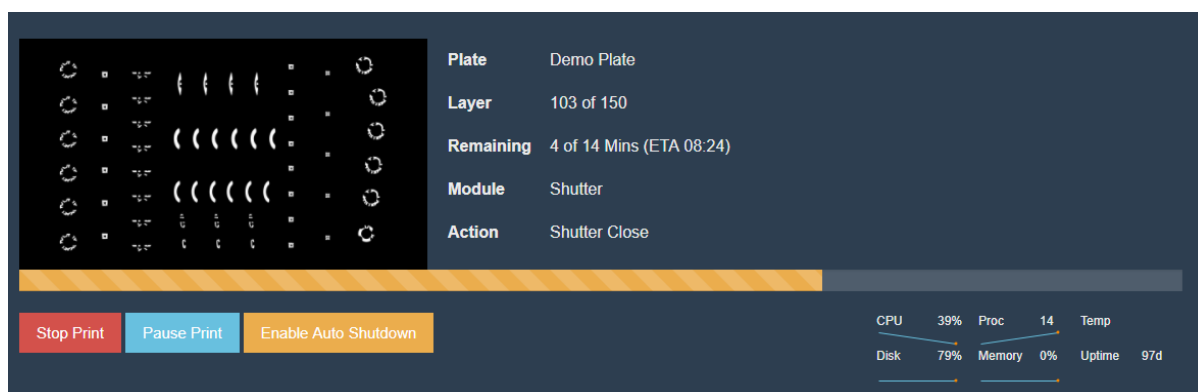 Plate Demo Plate
Layer 103 of 150
Remaining 4 of 14 Mins (ETA 08:24)
Module Shutter
Action Shutter Close
Stop Print Pause Print Enable Auto Shutdown
CPU 39% Proc 14 Temp
Disk 79% Memory 0% Uptime 97d